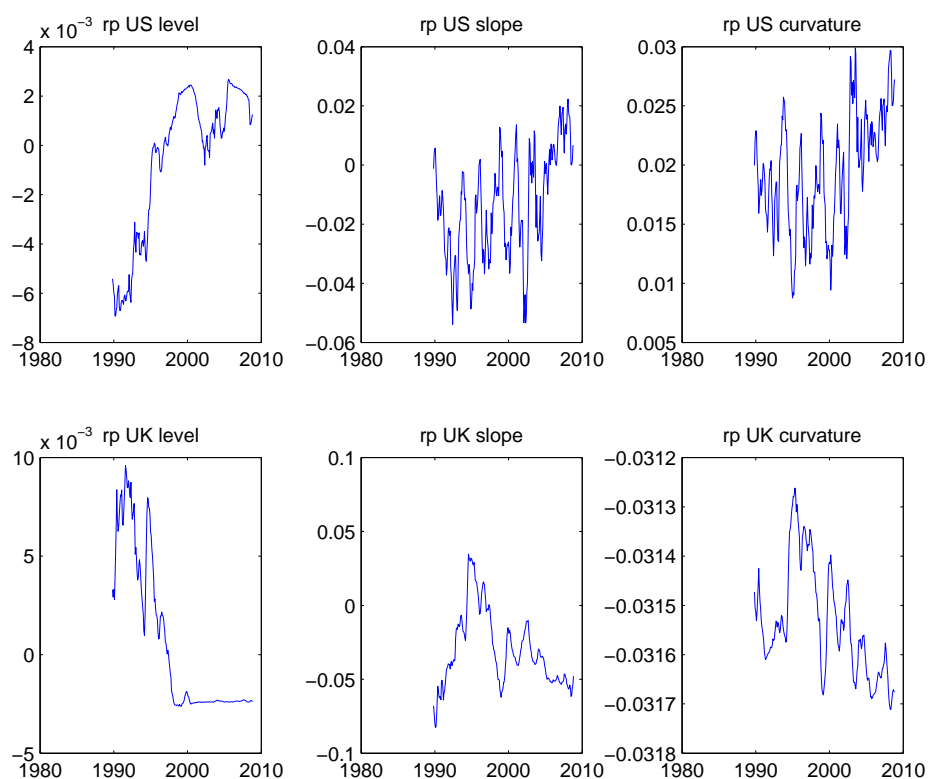 x 10⁻³ rp US level
4
2
0
−2
−4
−6
−8
1980 1990 2000 2010
rp US slope
0.04
0.02
0
−0.02
−0.04
−0.06
1980 1990 2000 2010
rp US curvature
0.03
0.025
0.02
0.015
0.01
0.005
1980 1990 2000 2010
x 10⁻³ rp UK level
10
5
0
−5
1980 1990 2000 2010
rp UK slope
0.1
0.05
0
−0.05
−0.1
1980 1990 2000 2010
rp UK curvature
−0.0312
−0.0313
−0.0314
−0.0315
−0.0316
−0.0317
−0.0318
1980 1990 2000 2010